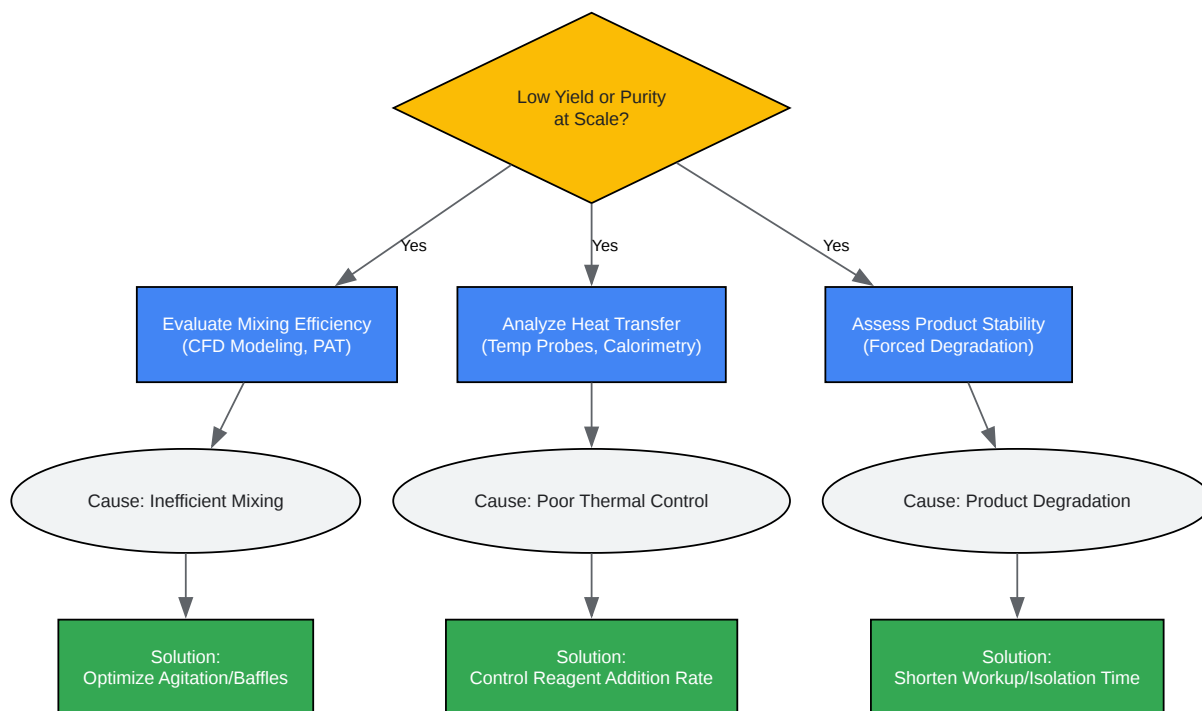 Low Yield or Purity
at Scale?
Yes
Yes
Yes
Evaluate Mixing Efficiency
(CFD Modeling, PAT)
Analyze Heat Transfer
(Temp Probes, Calorimetry)
Assess Product Stability
(Forced Degradation)
Cause: Inefficient Mixing
Cause: Poor Thermal Control
Cause: Product Degradation
Solution:
Optimize Agitation/Baffles
Solution:
Control Reagent Addition Rate
Solution:
Shorten Workup/Isolation Time